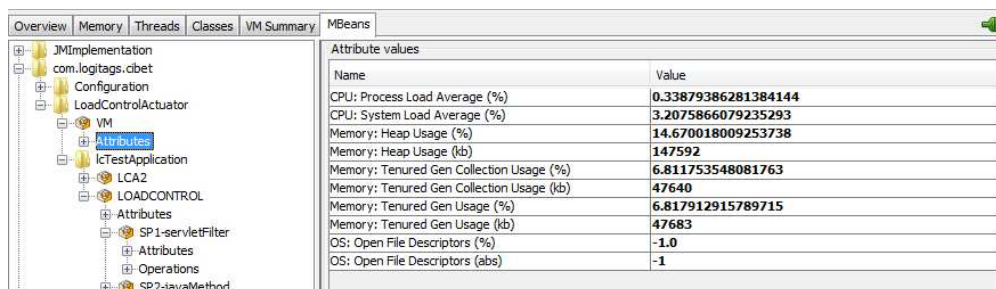 Overview Memory Threads Classes VM Summary MBeans
JMImplementation
com.logitags.cibet
Configuration
LoadControlActuator
VM
Attributes
lcTestApplication
LCA2
LOADCONTROL
Attributes
SP1-servletFilter
Attributes
Operations
SP2-javaMethod
Attribute values
Name Value
CPU: Process Load Average (%) 0.33879386281384144
CPU: System Load Average (%) 3.2075866079235293
Memory: Heap Usage (%) 14.670018009253738
Memory: Heap Usage (kb) 147592
Memory: Tenured Gen Collection Usage (%) 6.811753548081763
Memory: Tenured Gen Collection Usage (kb) 47640
Memory: Tenured Gen Usage (%) 6.817912915789715
Memory: Tenured Gen Usage (kb) 47683
OS: Open File Descriptors (%) -1.0
OS: Open File Descriptors (abs) -1